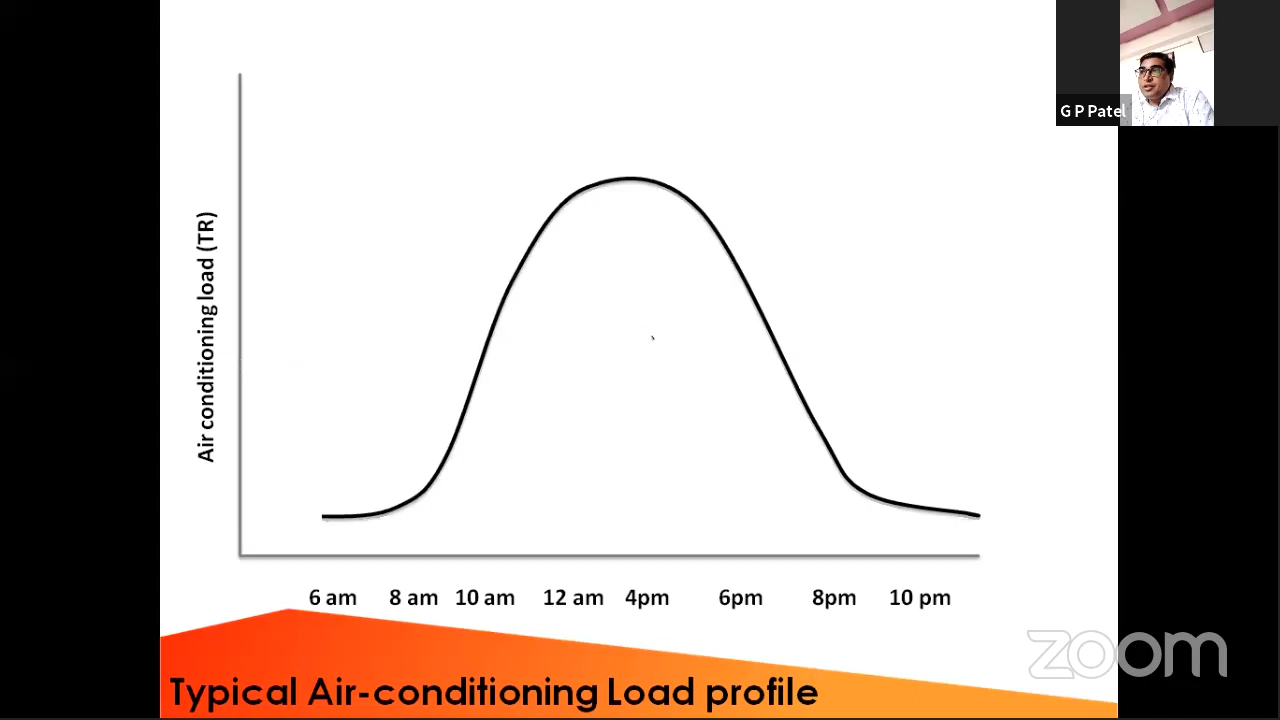 G P Patel
Air conditioning load (TR)
6 am 8 am 10 am 12 am 4pm 6pm 8pm 10 pm
zoom
Typical Air-conditioning Load profile